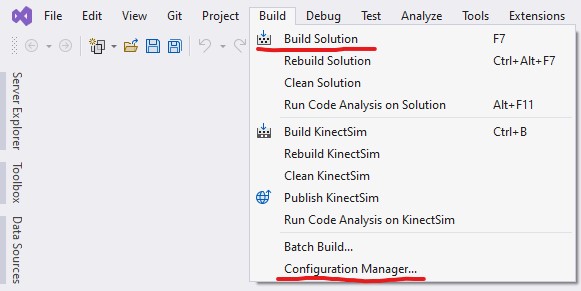 File Edit View Git Project Build Debug Test Analyze Tools Extensions
Build Solution F7
Rebuild Solution Ctrl+Alt+F7
Clean Solution
Run Code Analysis on Solution Alt+F11
Build KinectSim Ctrl+B
Rebuild KinectSim
Clean KinectSim
Publish KinectSim
Run Code Analysis on KinectSim
Batch Build...
Configuration Manager...
Server Explorer
Toolbox
Data Sources